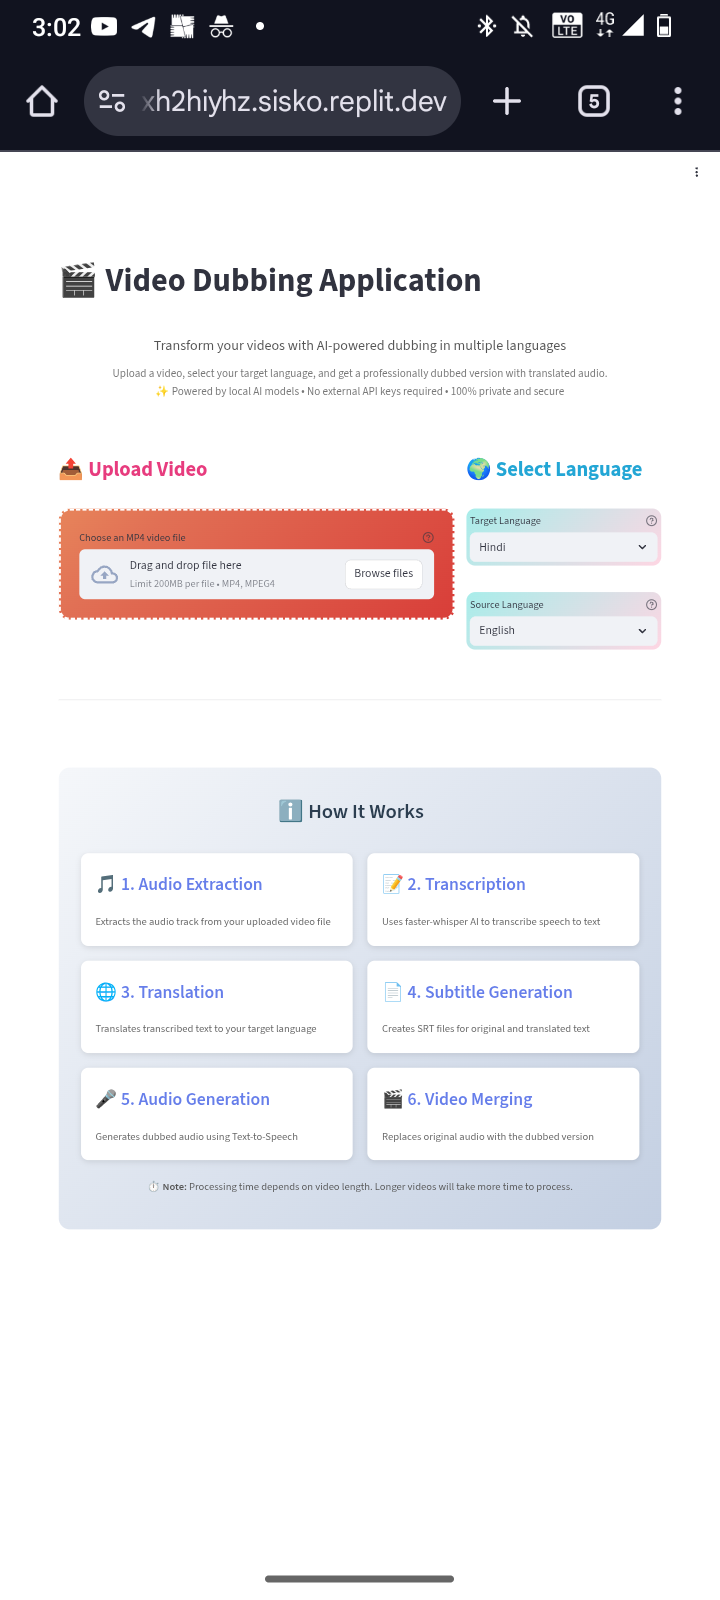 3:02
VO
LTE
4G
xh2hiyhz.sisko.replit.dev
5
🎬 Video Dubbing Application
Transform your videos with AI-powered dubbing in multiple languages
Upload a video, select your target language, and get a professionally dubbed version with translated audio.
✨ Powered by local AI models • No external API keys required • 100% private and secure
📤 Upload Video
🌍 Select Language
Choose an MP4 video file
Drag and drop file here
Limit 200MB per file • MP4, MPEG4
Browse files
Target Language
Hindi
Source Language
English
ℹ️ How It Works
🎵 1. Audio Extraction
Extracts the audio track from your uploaded video file
📝 2. Transcription
Uses faster-whisper AI to transcribe speech to text
🌐 3. Translation
Translates transcribed text to your target language
📄 4. Subtitle Generation
Creates SRT files for original and translated text
🎤 5. Audio Generation
Generates dubbed audio using Text-to-Speech
🎬 6. Video Merging
Replaces original audio with the dubbed version
⏱️ Note: Processing time depends on video length. Longer videos will take more time to process.